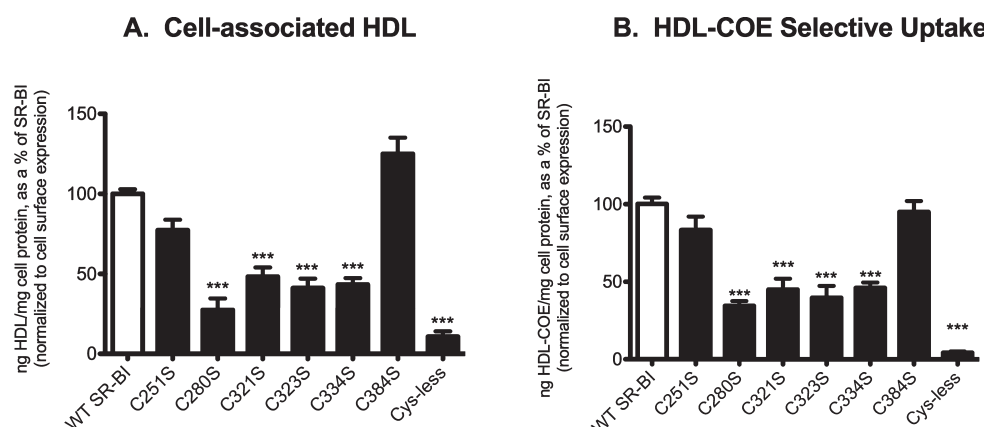 A. Cell-associated HDL
ng HDL/mg cell protein, as a % of SR-BI
(normalized to cell surface expression)
150
100
50
0
***
***
***
***
***
WT SR-BI
C251S
C280S
C321S
C323S
C334S
C384S
Cys-less
B. HDL-COE Selective Uptake
ng HDL-COE/mg cell protein, as a % of SR-BI
(normalized to cell surface expression)
150
100
50
0
***
***
***
***
***
WT SR-BI
C251S
C280S
C321S
C323S
C334S
C384S
Cys-less